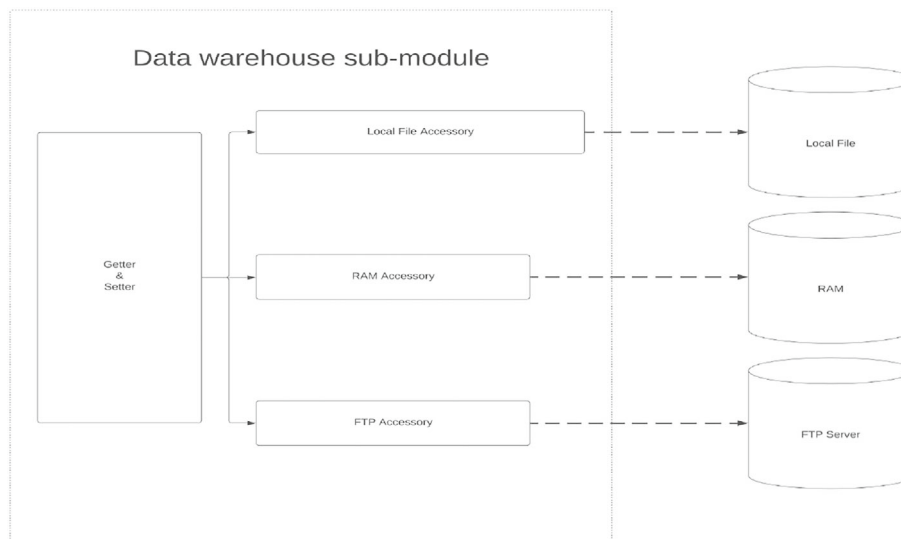 Data warehouse sub-module
Local File Accessory
Local File
Getter
&
Setter
RAM Accessory
RAM
FTP Accessory
FTP Server